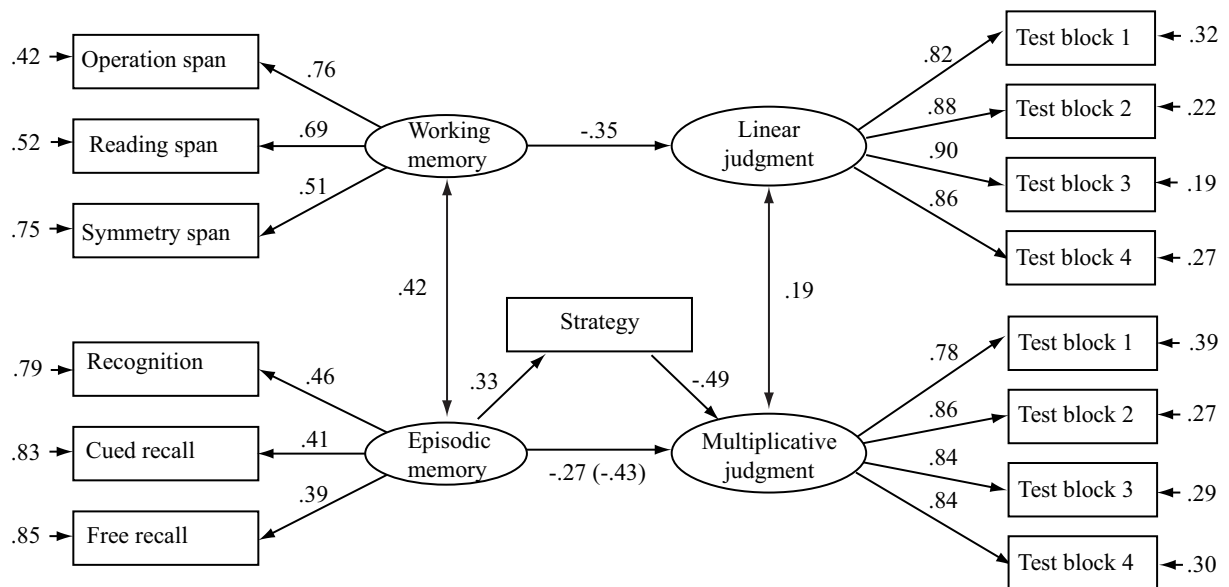 .42
Operation span
.76
.52
Reading span
.69
.75
Symmetry span
.51
Working
memory
-.35
Linear
judgment
.82
Test block 1
.32
.88
Test block 2
.22
.90
Test block 3
.19
.86
Test block 4
.27
.42
Strategy
.19
.33
-.49
.79
Recognition
.46
.83
Cued recall
.41
.85
Free recall
.39
Episodic
memory
-.27 (-.43)
Multiplicative
judgment
.78
Test block 1
.39
.86
Test block 2
.27
.84
Test block 3
.29
.84
Test block 4
.30